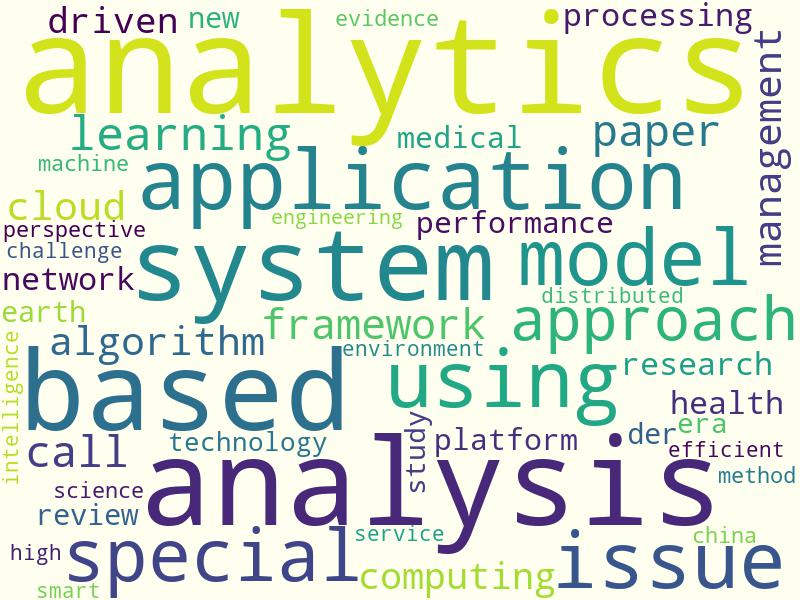 driven new evidence processing
analytics
management
learning medical paper
machine application
cloud engineering performance
perspective
challenge system model
network distributed
earth framework approach
algorithm environment
intelligence based using research
health
call technology study platform der era
efficient
science analysis method
review
high special service issue china
smart computing